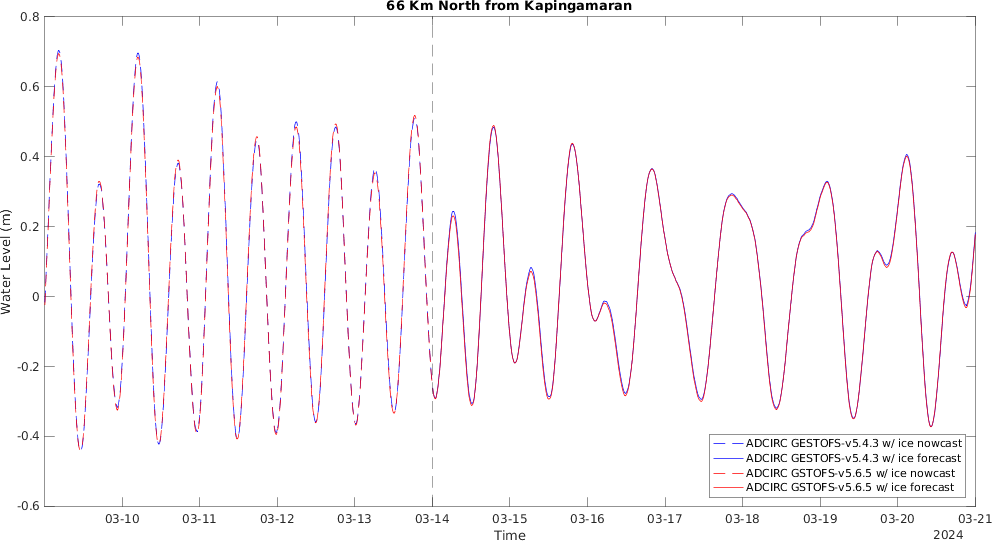 66 Km North from Kapingamaran
Water Level (m)
0.8
0.6
0.4
0.2
0
-0.2
-0.4
-0.6
ADCIRC GESTOFS-v5.4.3 w/ ice nowcast
ADCIRC GESTOFS-v5.4.3 w/ ice forecast
ADCIRC GSTOFS-v5.6.5 w/ ice nowcast
ADCIRC GSTOFS-v5.6.5 w/ ice forecast
03-10 03-11 03-12 03-13 03-14 03-15 03-16 03-17 03-18 03-19 03-20 03-21
Time
2024